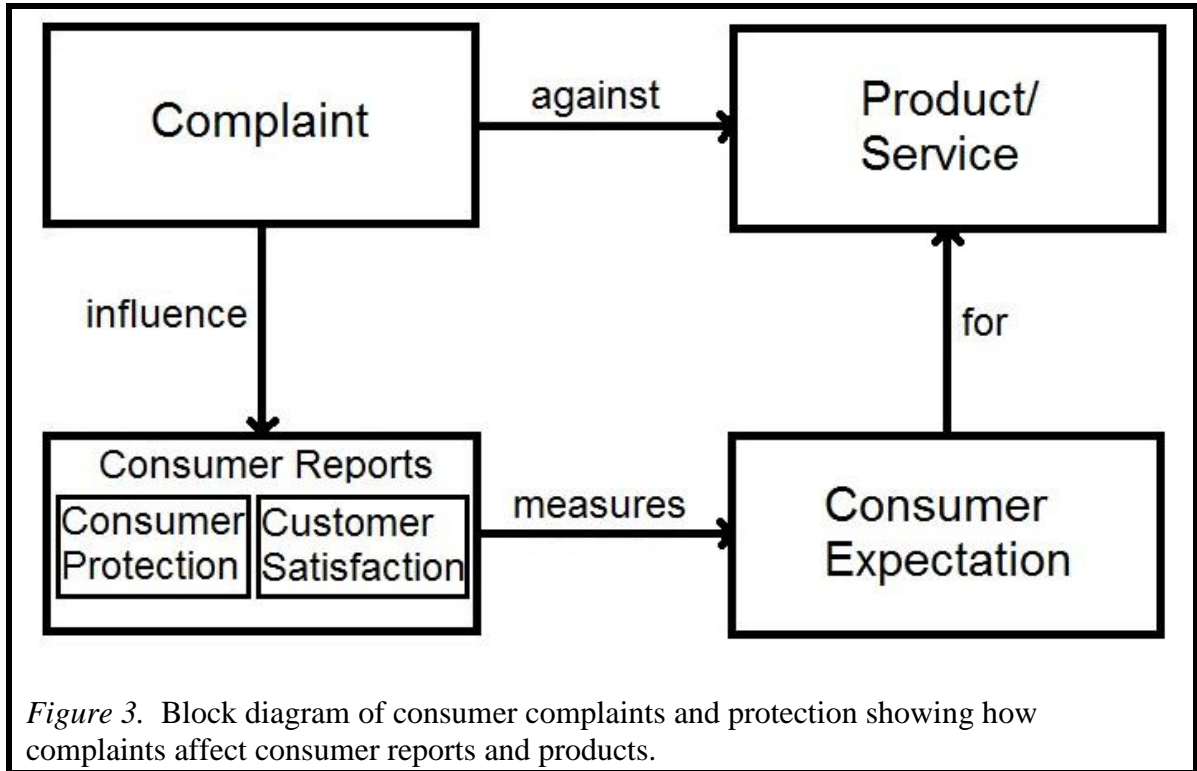 Complaint
against
Product/
Service
influence
for
Consumer Reports
Consumer
Protection
Customer
Satisfaction
measures
Consumer
Expectation
Figure 3. Block diagram of consumer complaints and protection showing how
complaints affect consumer reports and products.